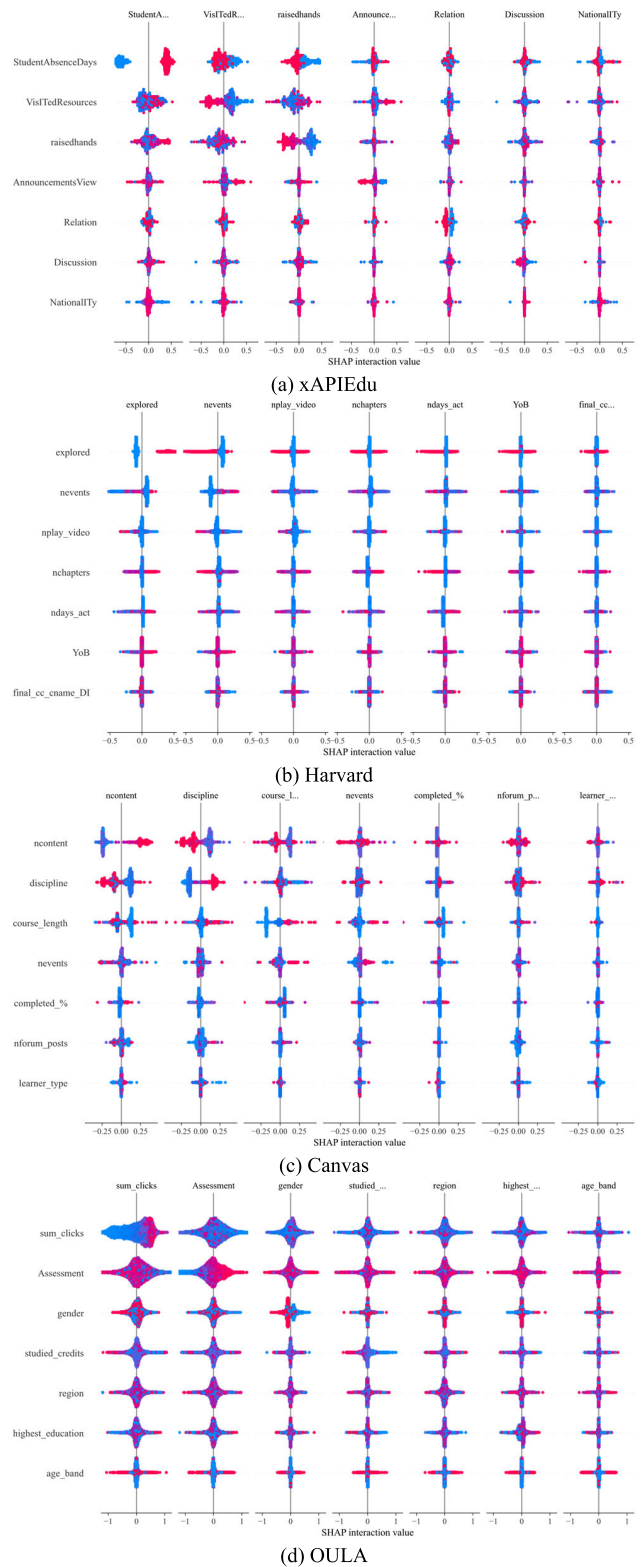 StudentA... VisITedR... raisedhands Announce... Relation Discussion NationalITy
StudentAbsenceDays
VisITedResources
raisedhands
AnnouncementsView
Relation
Discussion
NationalITy
−0.5 0.0 0.5 −0.5 0.0 0.5 −0.5 0.0 0.5 −0.5 0.0 0.5 −0.5 0.0 0.5 −0.5 0.0 0.5 −0.5 0.0 0.5
SHAP interaction value
(a) xAPIEdu
explored nevents nplay_video nchapters ndays_act YoB final_cc...
explored
nevents
nplay_video
nchapters
ndays_act
YoB
final_cc_cname_DI
−0.5 0.0 0.5−0.5 0.0 0.5−0.5 0.0 0.5−0.5 0.0 0.5−0.5 0.0 0.5−0.5 0.0 0.5−0.5 0.0 0.5
SHAP interaction value
(b) Harvard
ncontent discipline course_l... nevents completed_% nforum_p... learner_...
ncontent
discipline
course_length
nevents
completed_%
nforum_posts
learner_type
−0.25 0.00 0.25 −0.25 0.00 0.25 −0.25 0.00 0.25 −0.25 0.00 0.25 −0.25 0.00 0.25 −0.25 0.00 0.25 −0.25 0.00 0.25
SHAP interaction value
(c) Canvas
sum_clicks Assessment gender studied_... region highest_... age_band
sum_clicks
Assessment
gender
studied_credits
region
highest_education
age_band
−1 0 1 −1 0 1 −1 0 1 −1 0 1 −1 0 1 −1 0 1 −1 0 1
SHAP interaction value
(d) OULA